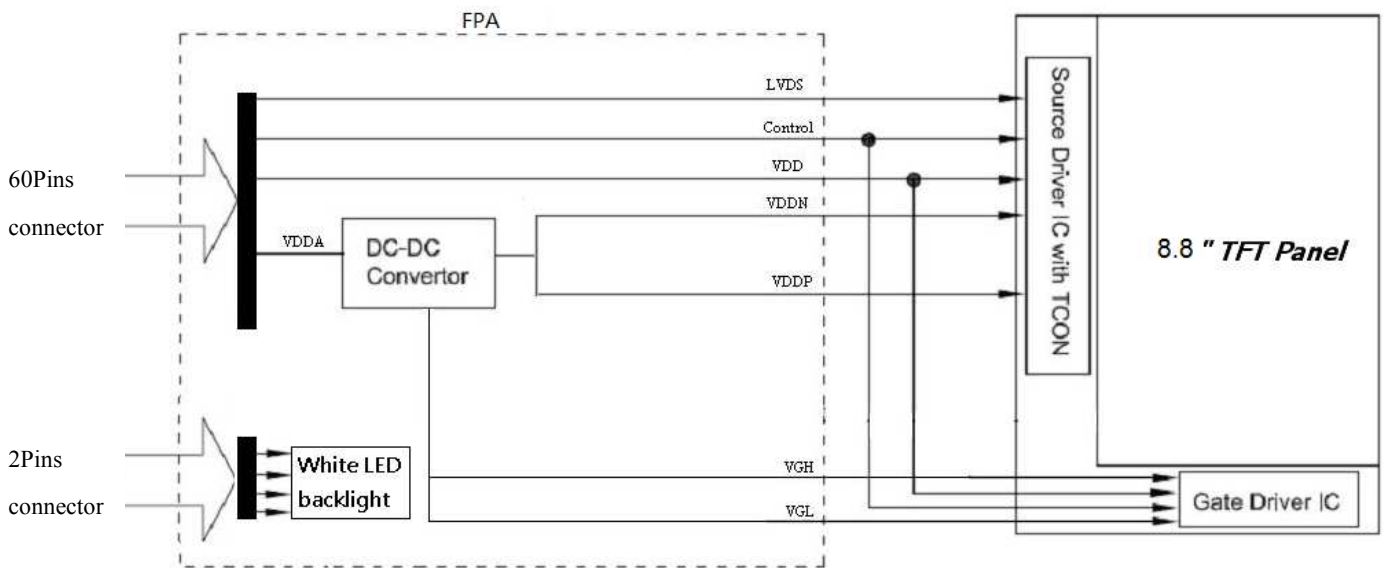 FPA
LVDS
Control
VDD
VDDN
VDDP
60Pins
connector
VDDA
DC-DC
Convertor
Source Driver IC with TCON
8.8 " TFT Panel
2Pins
connector
White LED
backlight
VGH
VGL
Gate Driver IC